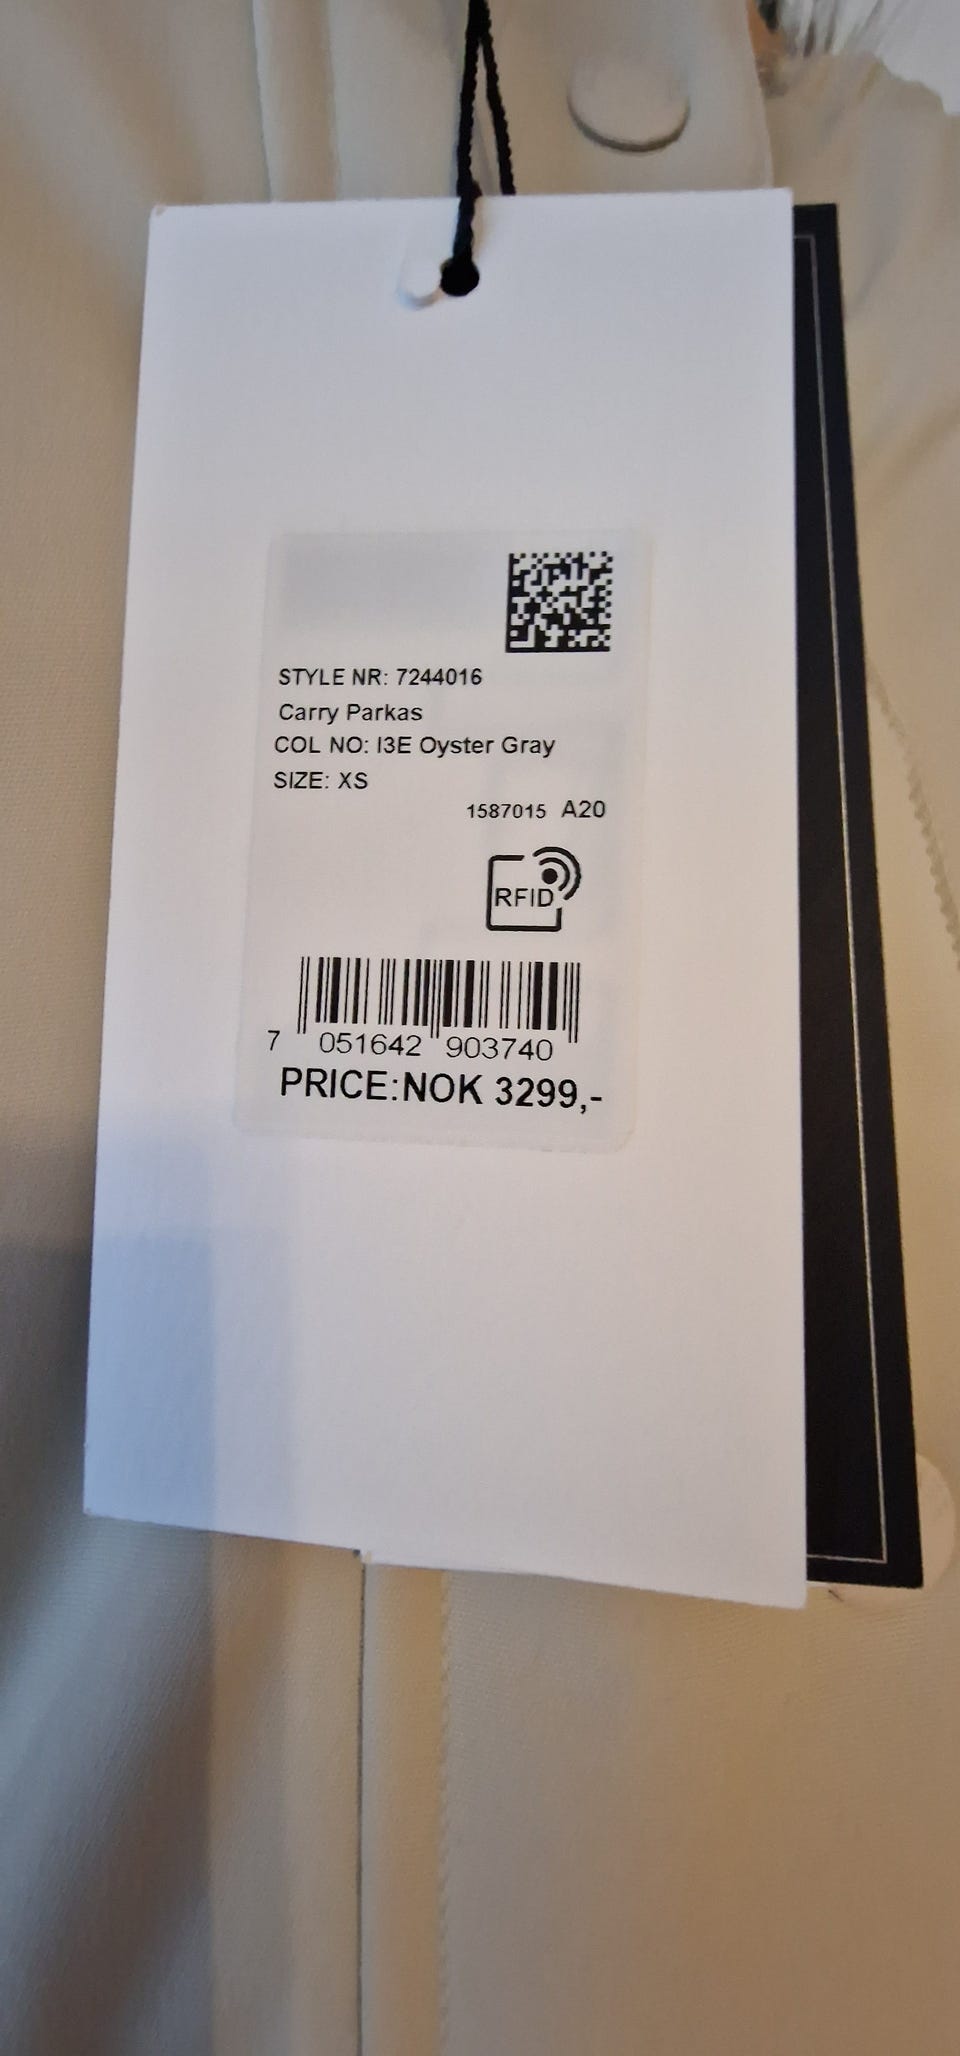 STYLE NR: 7244016
Carry Parkas
COL NO: I3E Oyster Gray
SIZE: XS
1587015 A20
RFID
7 051642 903740
PRICE:NOK 3299,-